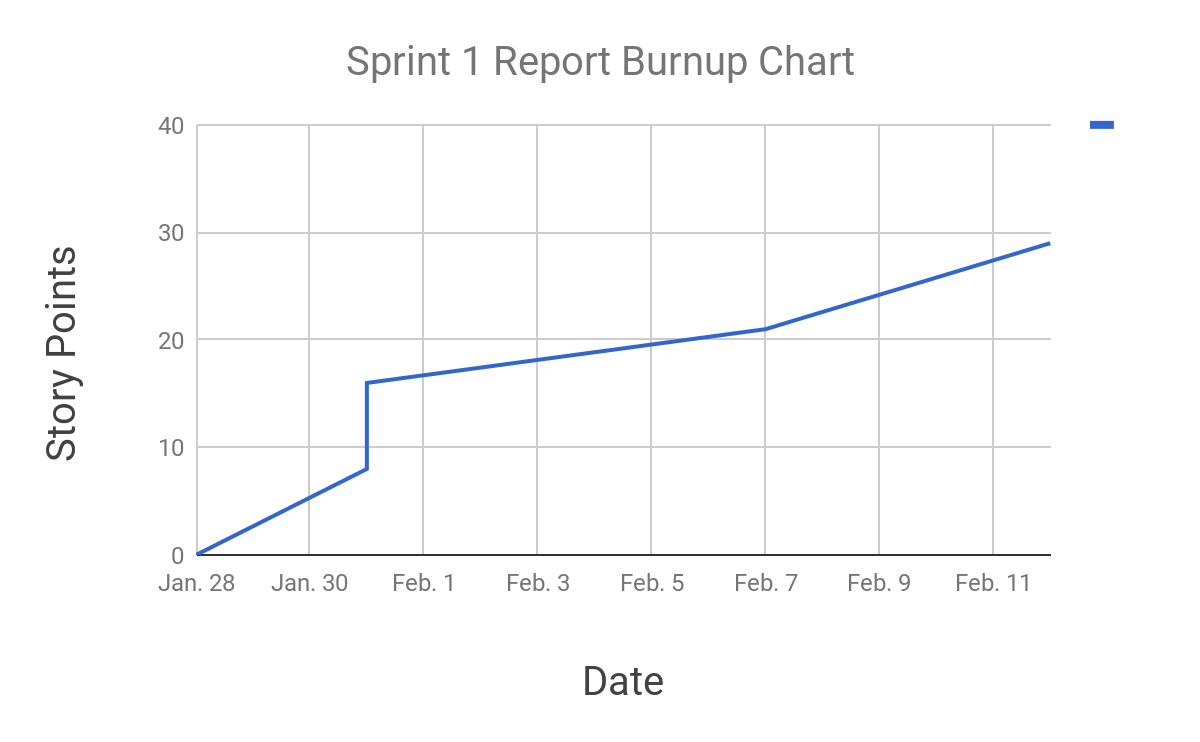 Sprint 1 Report Burnup Chart
40
30
20
10
0
Story Points
Jan. 28 Jan. 30 Feb. 1 Feb. 3 Feb. 5 Feb. 7 Feb. 9 Feb. 11
Date